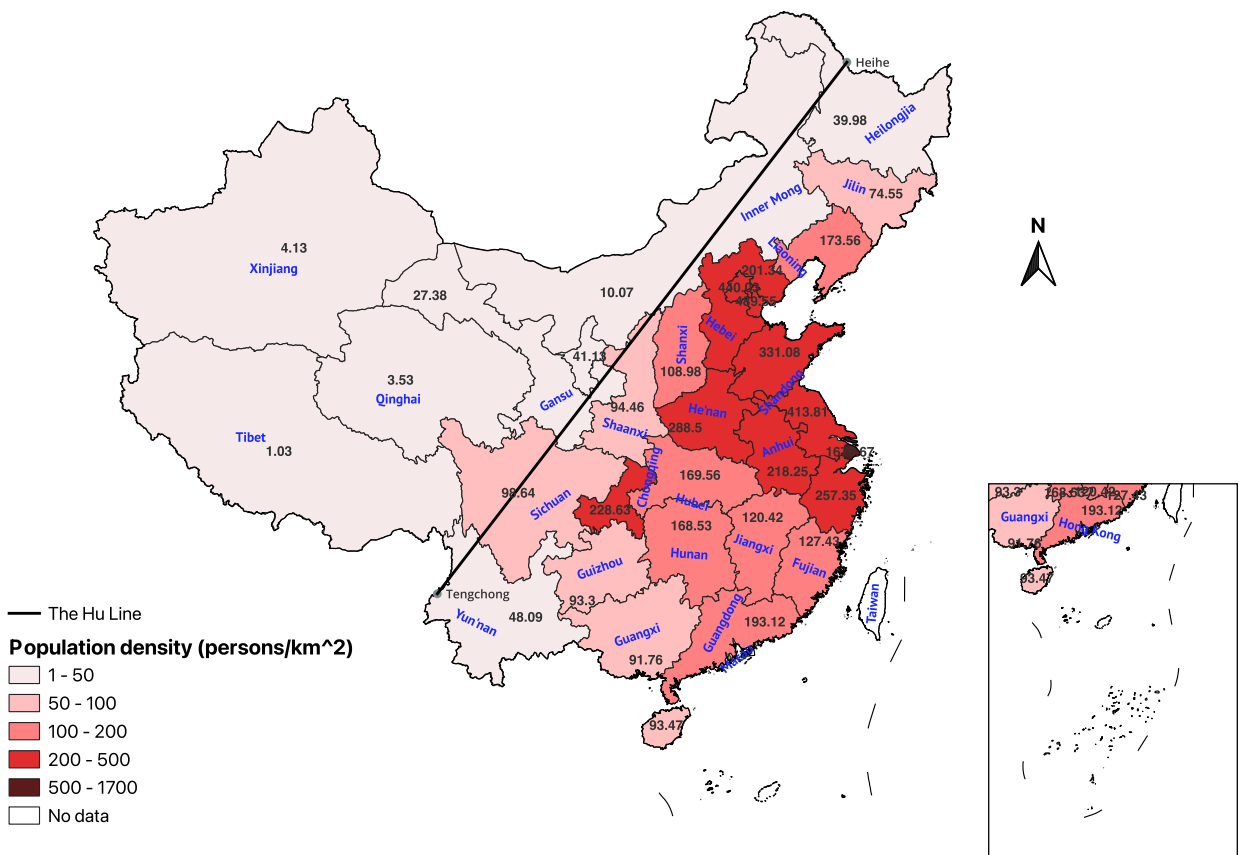 Heihe
39.98
Heilongjia
Jilin
74.55
Inner Mong
173.56
Liaoning
4.13
Xinjiang
27.38
10.07
201.34
Hebei
Shanxi
331.08
41.13
108.98
3.53
Qinghai
Gansu
94.46
He'nan
Shandong
413.81
Shaanxi
288.5
Tibet
1.03
Anhui
169.56
218.25
Chongqing
98.64
Sichuan
Hubei
257.35
228.63
168.53
120.42
Jiangxi
127.43
Hunan
Guizhou
Fujian
Tengchong
93.3
Yun'nan
48.09
Guangdong
193.12
Guangxi
91.76
Taiwan
93.47
N
The Hu Line
Population density (persons/km^2)
1 - 50
50 - 100
100 - 200
200 - 500
500 - 1700
No data
93.3
193.12
Guangxi
Hong Kong
91.76
93.47